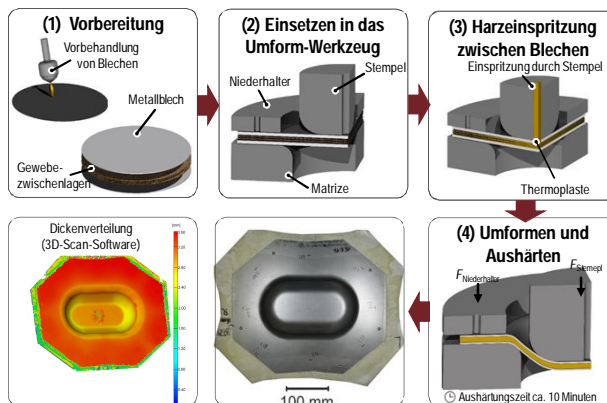 (1) Vorbereitung
Vorbehandlung
von Blechen
Metallblech
Gewebe-
zwischenlagen
(2) Einsetzen in das
Umform-Werkzeug
Niederhalter
Stempel
Matrize
(3) Harzeinspritzung
zwischen Blechen
Einspritzung durch Stempel
Thermoplaste
(4) Umformen und
Aushärten
FNiederhalter
FStemepl
Aushärtungszeit ca. 10 Minuten
Dickenverteilung
(3D-Scan-Software)
100 mm